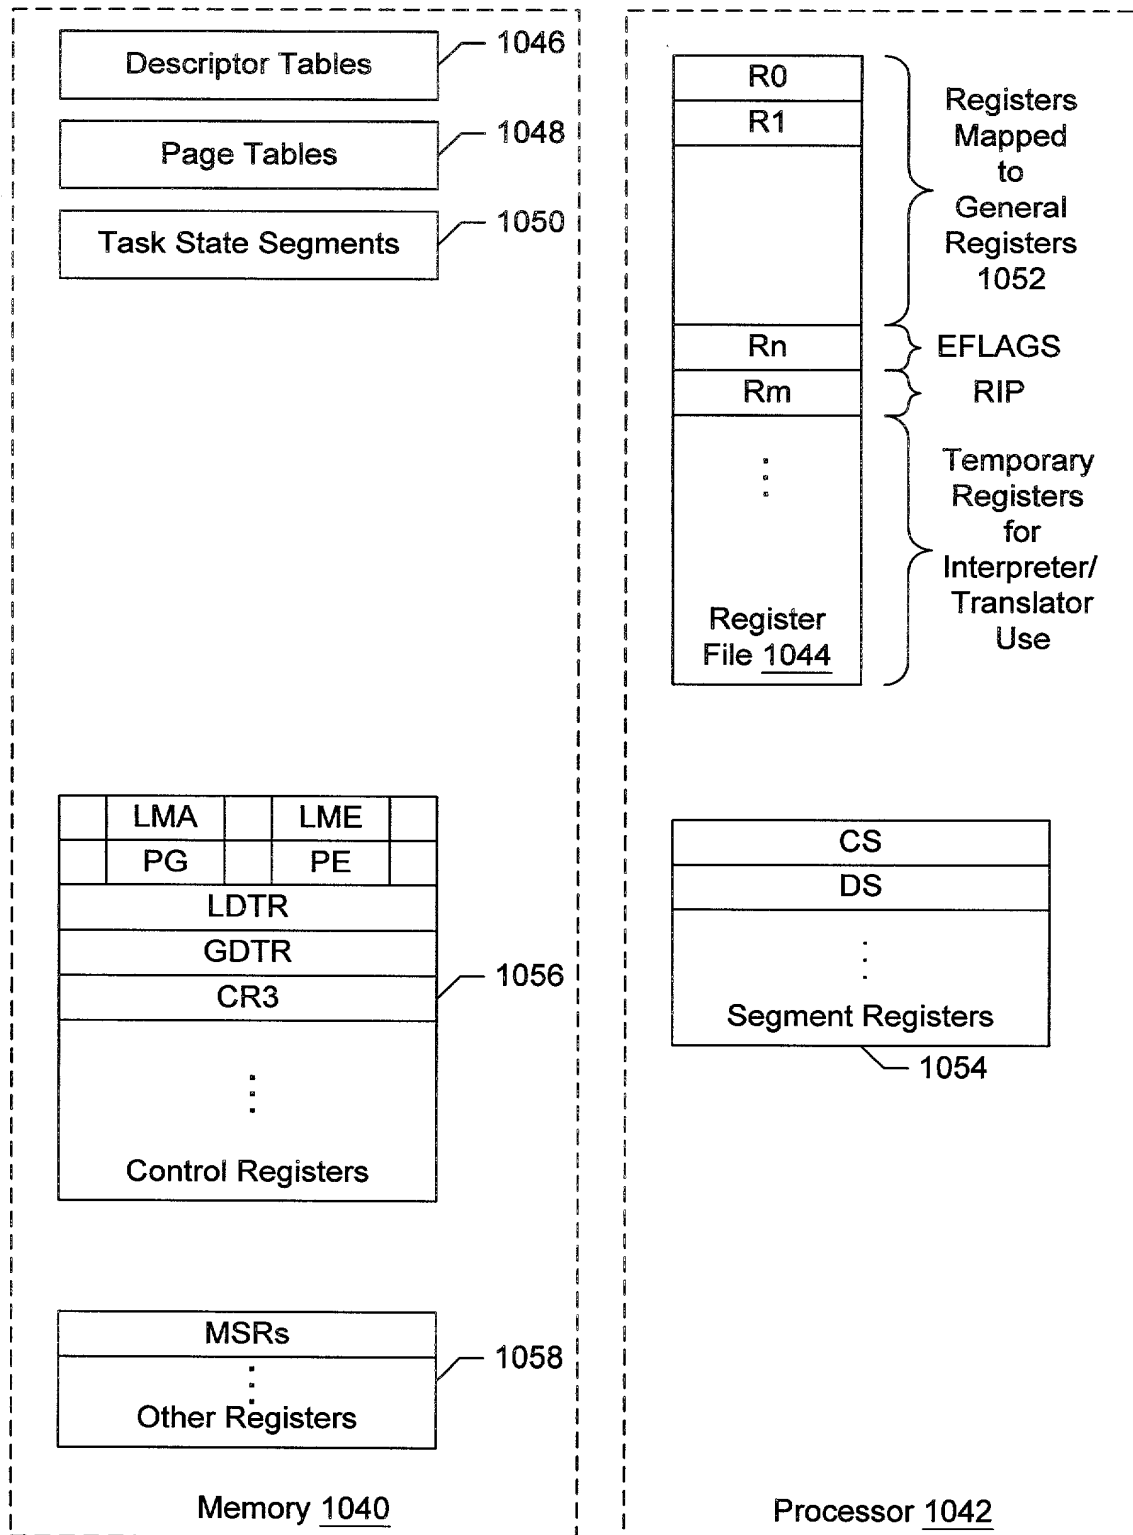 Descriptor Tables
1046
Page Tables
1048
Task State Segments
1050
LMA
LME
PG
PE
LDTR
GDTR
CR3
1056
Control Registers
MSRs
1058
Other Registers
Memory 1040
R0
R1
Registers
Mapped
to
General
Registers
1052
Rn
EFLAGS
Rm
RIP
Temporary
Registers
for
Interpreter/
Translator
Use
Register
File 1044
CS
DS
Segment Registers
1054
Processor 1042